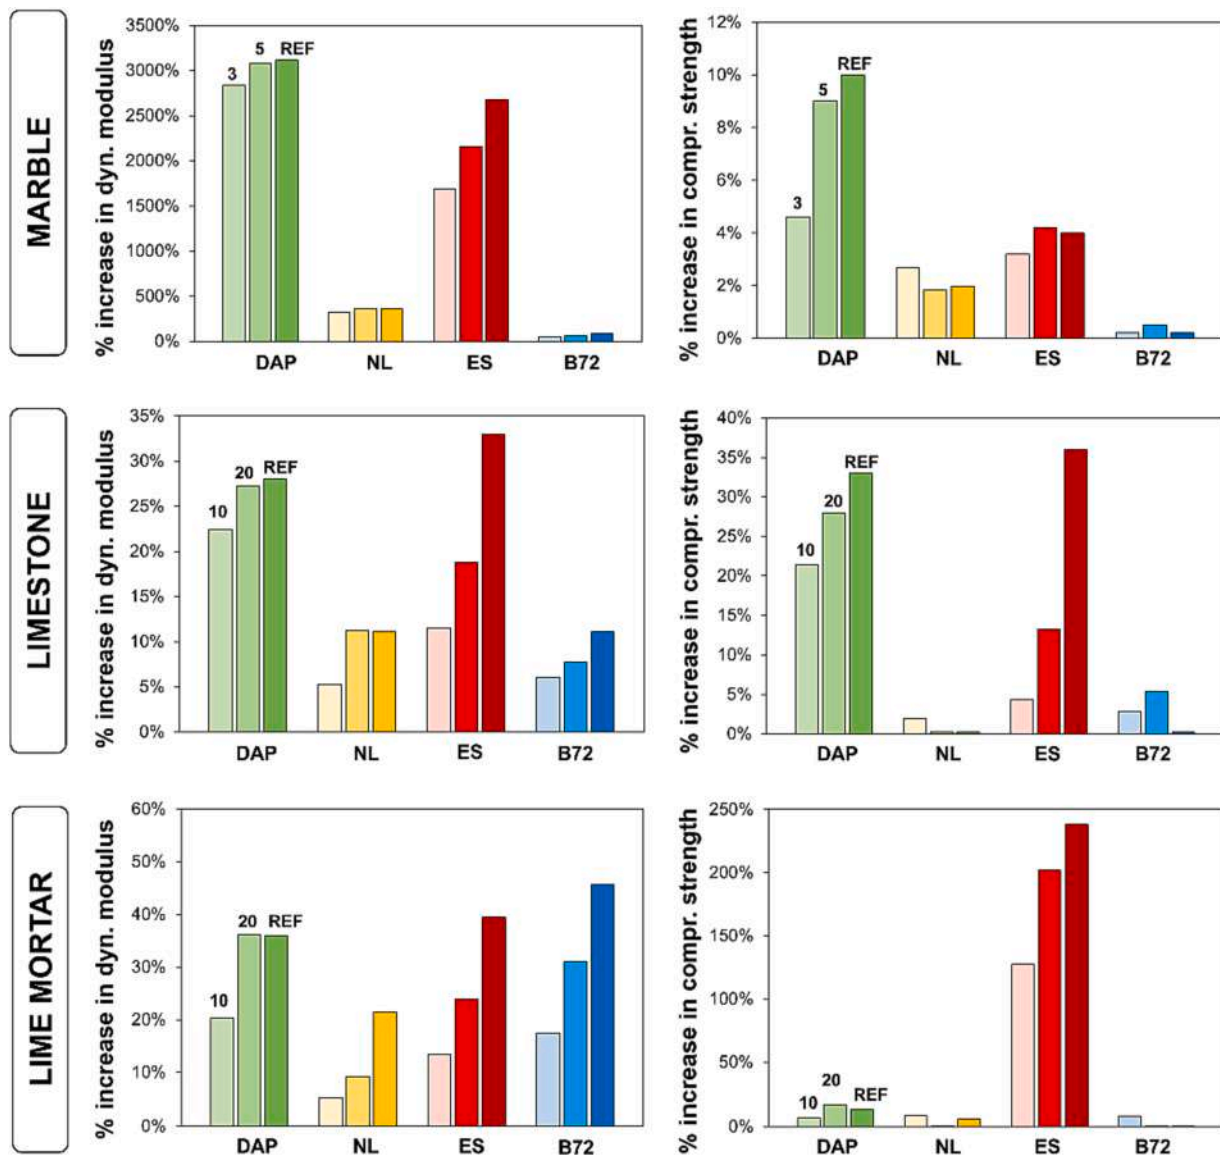 MARBLE
% increase in dyn. modulus
3500%
3000%
2500%
2000%
1500%
1000%
500%
0%
3 5 REF
DAP NL ES B72
% increase in compr. strength
12%
10%
8%
6%
4%
2%
0%
3 5 REF
DAP NL ES B72
LIMESTONE
% increase in dyn. modulus
35%
30%
25%
20%
15%
10%
5%
0%
10 20 REF
DAP NL ES B72
% increase in compr. strength
40%
35%
30%
25%
20%
15%
10%
5%
0%
10 20 REF
DAP NL ES B72
LIME MORTAR
% increase in dyn. modulus
60%
50%
40%
30%
20%
10%
0%
10 20 REF
DAP NL ES B72
% increase in compr. strength
250%
200%
150%
100%
50%
0%
10 20 REF
DAP NL ES B72